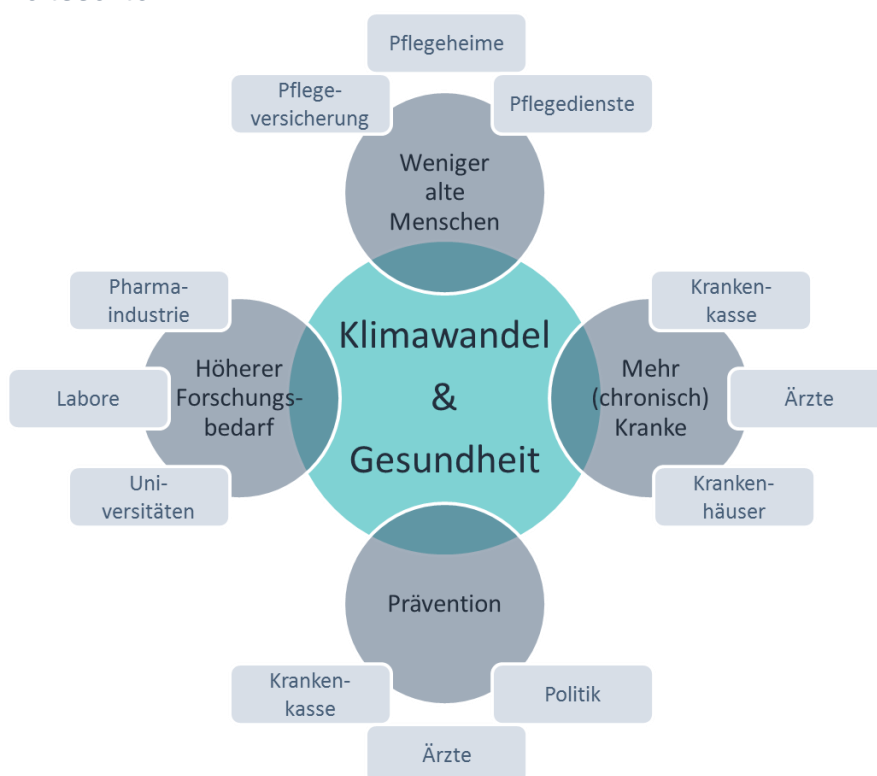 Pflegeheime
Pflege-
versicherung
Pflegedienste
Weniger
alte
Menschen
Pharma-
industrie
Labore
Uni-
versitäten
Höherer
Forschungs-
bedarf
Klimawandel
&
Gesundheit
Mehr
(chronisch)
Kranke
Kranken-
kasse
Ärzte
Kranken-
häuser
Prävention
Kranken-
kasse
Ärzte
Politik